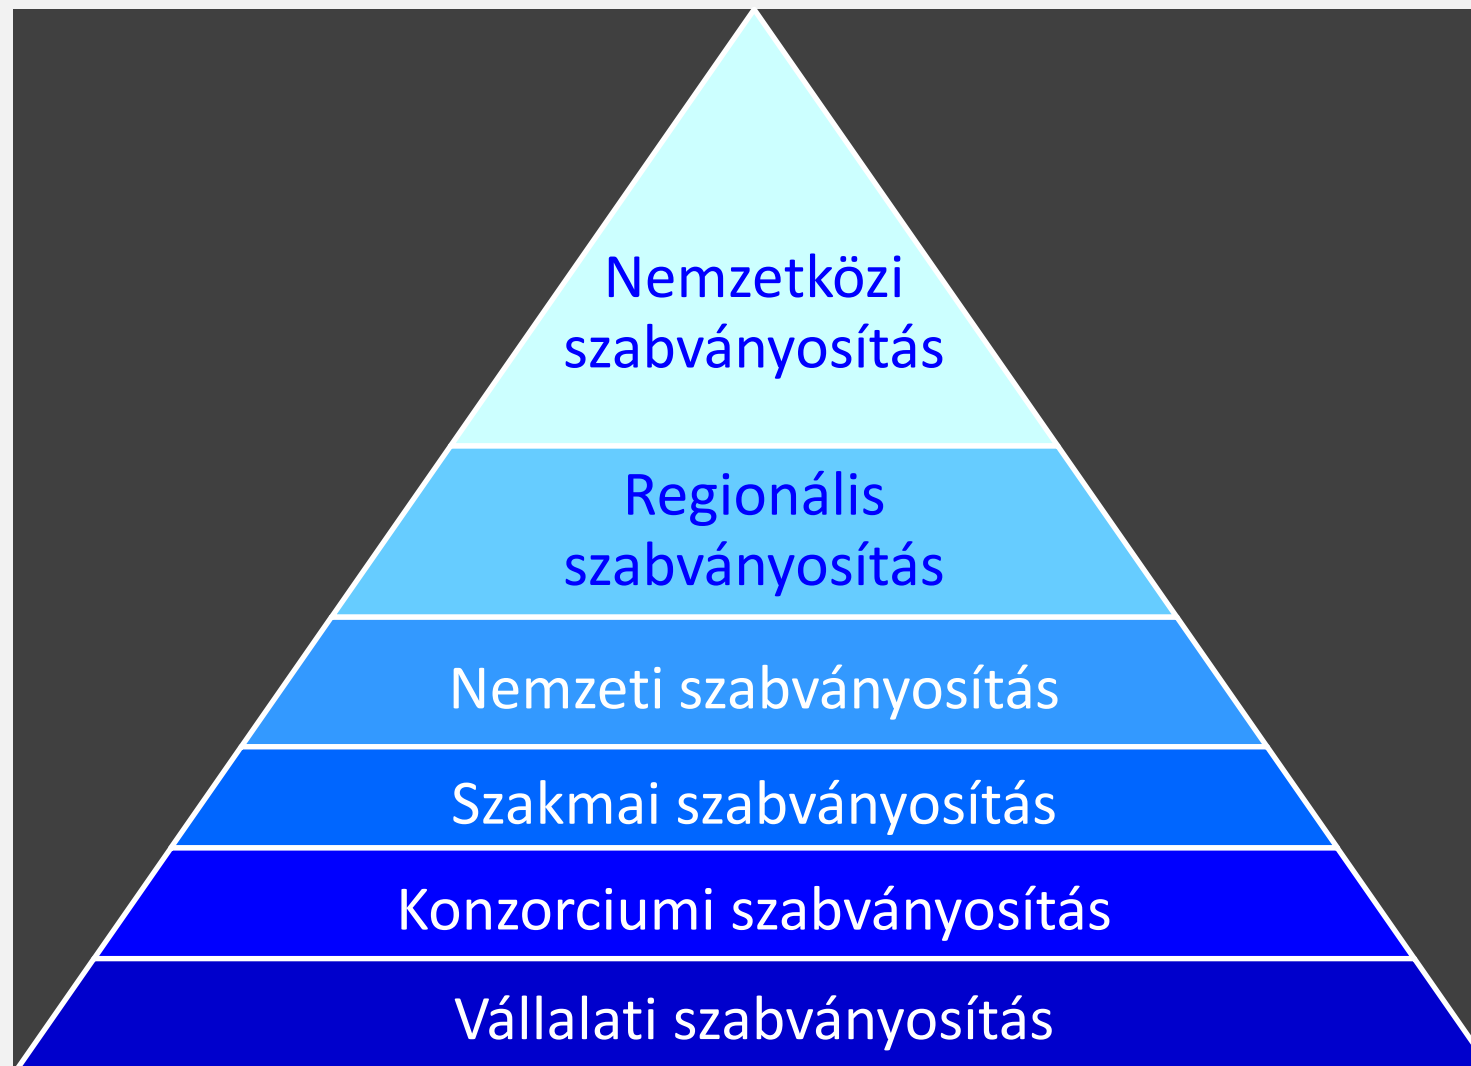 Nemzetközi
szabványosítás
Regionális
szabványosítás
Nemzeti szabványosítás
Szakmai szabványosítás
Konzorciumi szabványosítás
Vállalati szabványosítás